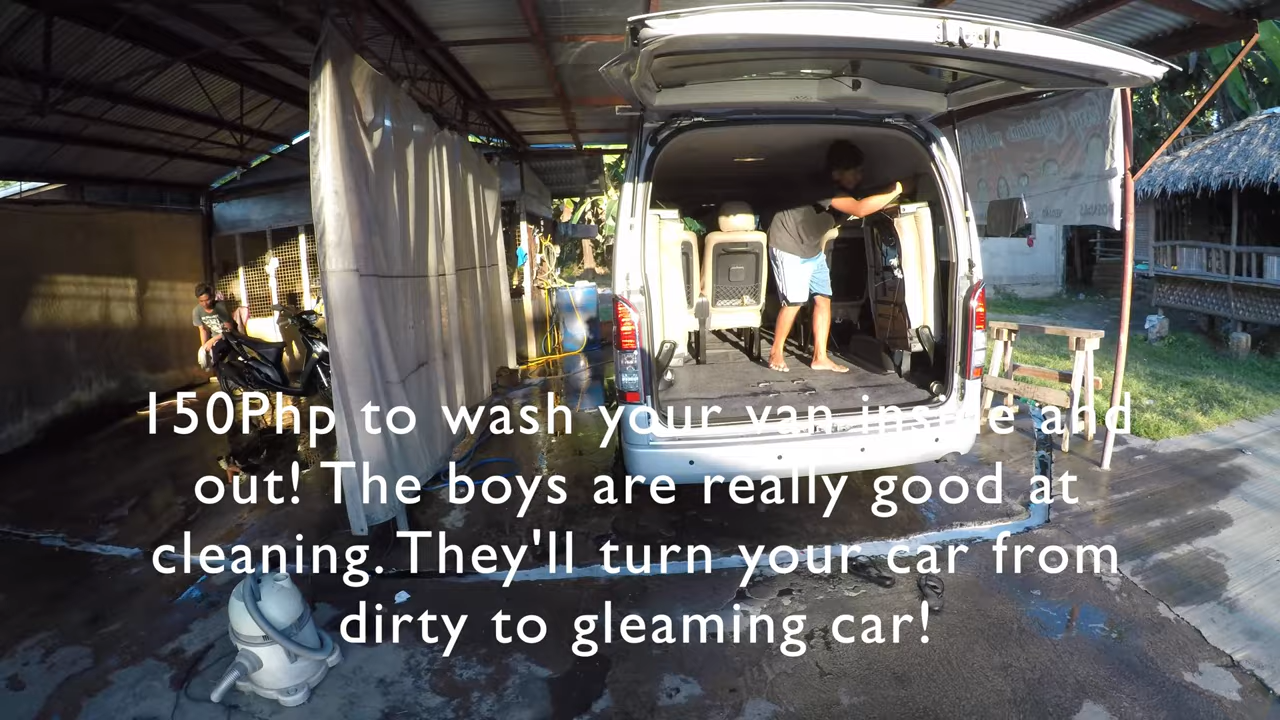 150Php to wash your van inside and
out! The boys are really good at
cleaning. They'll turn your car from
dirty to gleaming car!